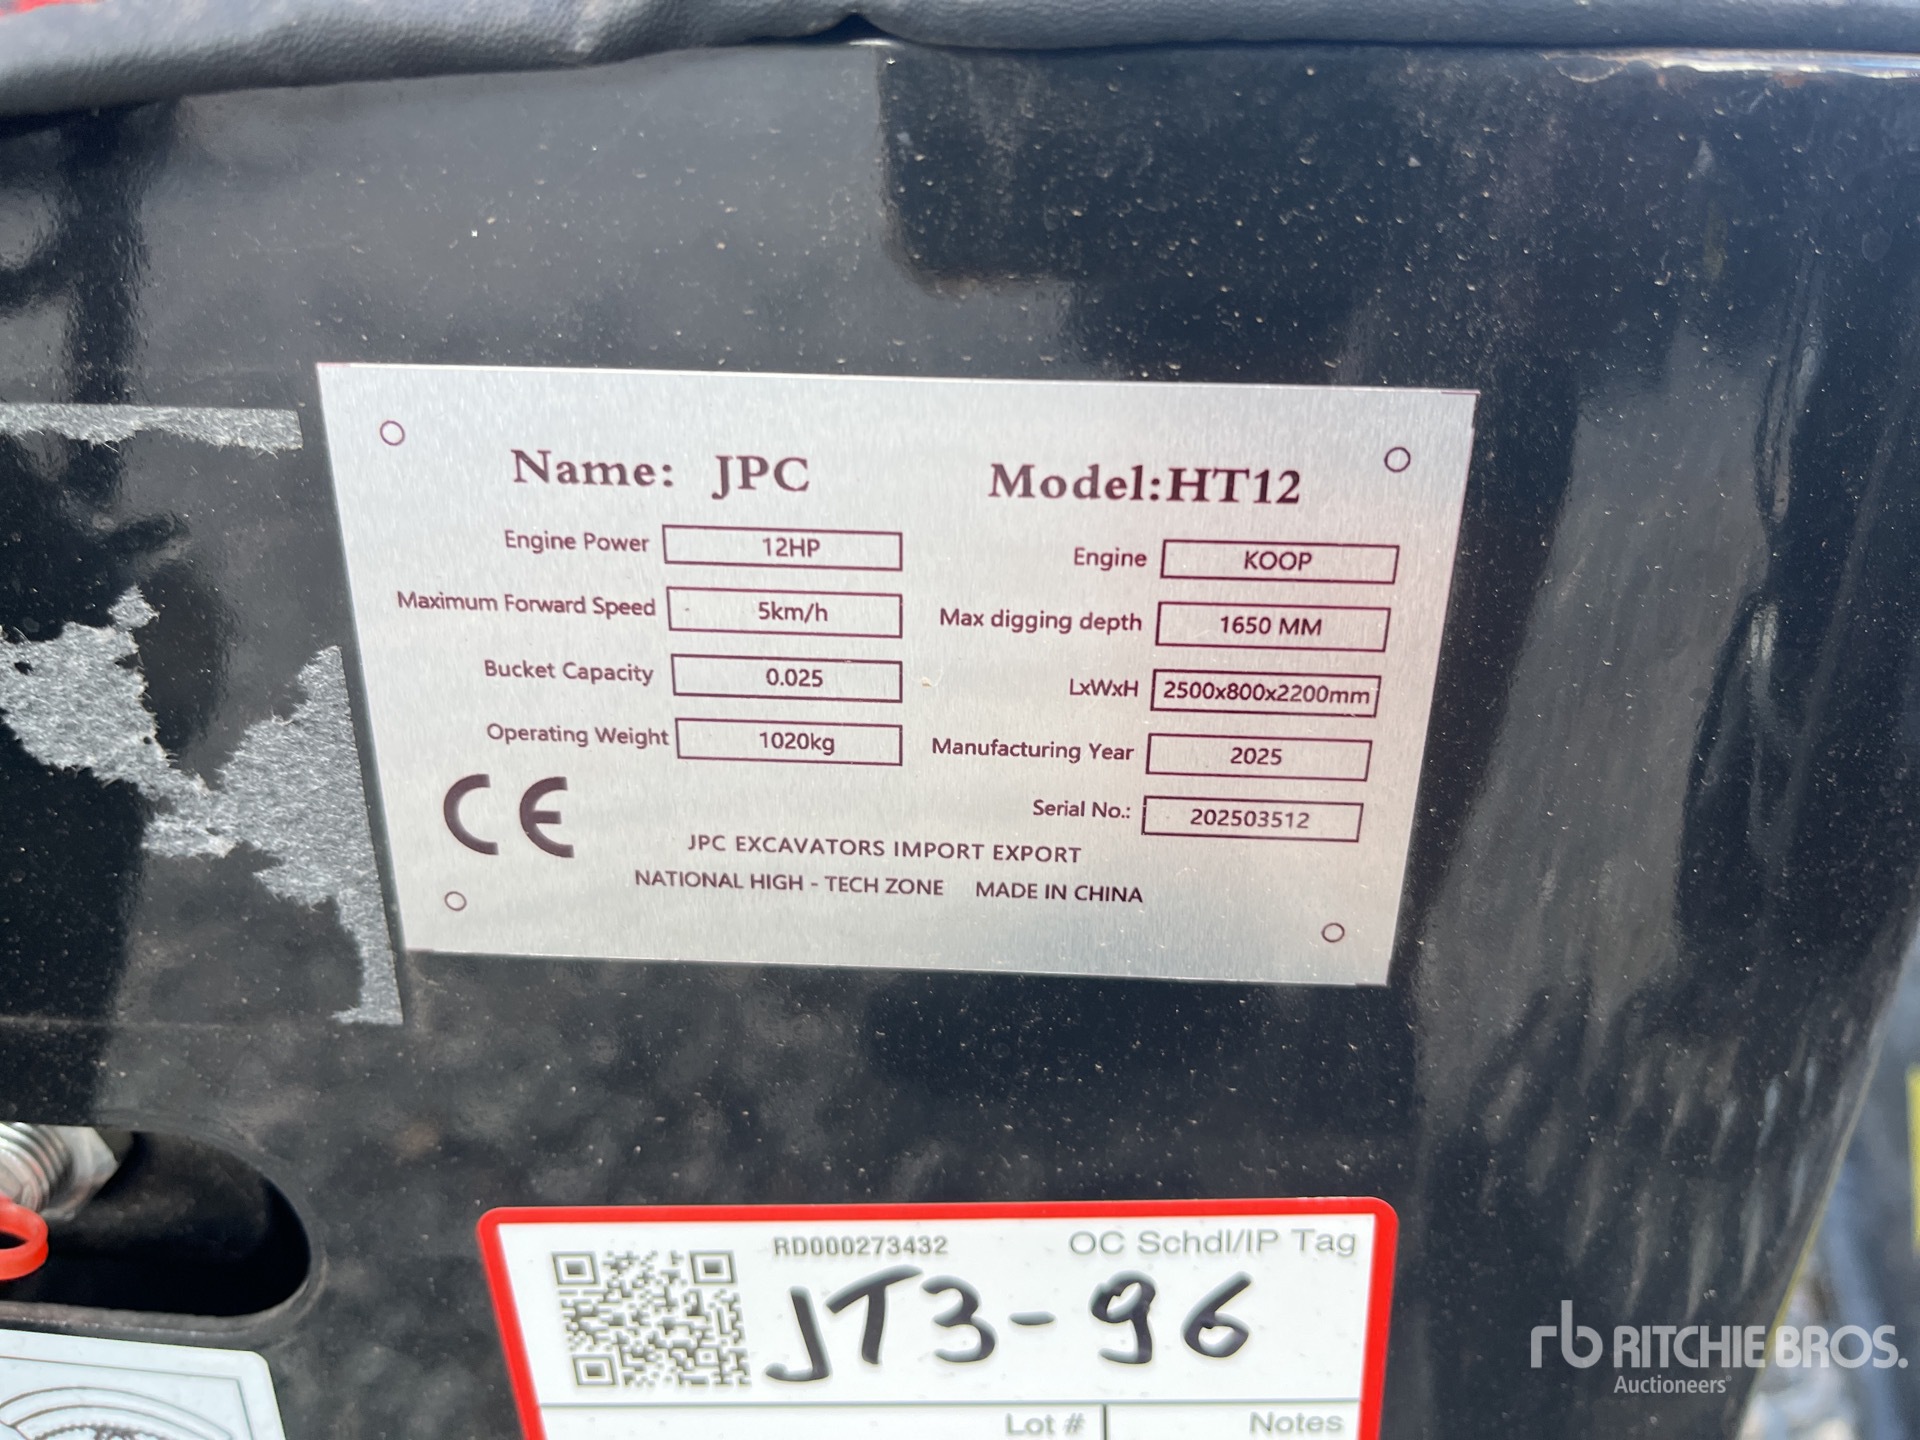 Name: JPC Model:HT12
Engine Power 12HP Engine KOOP
Maximum Forward Speed 5km/h Max digging depth 1650 MM
Bucket Capacity 0.025 LxWxH 2500x800x2200mm
Operating Weight 1020kg Manufacturing Year 2025
Serial No.: 202503512
CE
JPC EXCAVATORS IMPORT EXPORT
NATIONAL HIGH - TECH ZONE MADE IN CHINA
RD000273432 OC Schdl/IP Tag
JT3-96
Lot # Notes
rb RITCHIE BROS.
Auctioneers